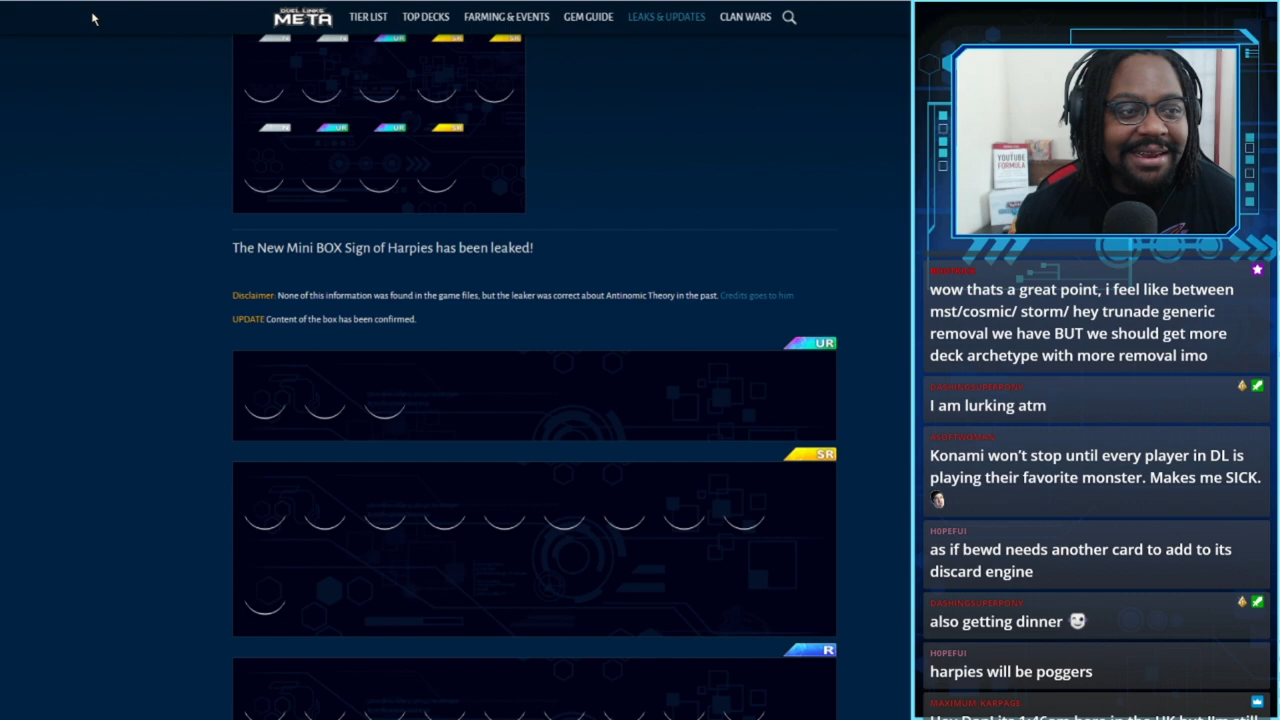 DUEL LINKS
META
TIER LIST
TOP DECKS
FARMING & EVENTS
GEM GUIDE
LEAKS & UPDATES
CLAN WARS
N
N
UR
SR
SR
N
UR
UR
SR
The New Mini BOX Sign of Harpies has been leaked!
Disclaimer: None of this information was found in the game files, but the leaker was correct about Antinomic Theory in the past. Credits goes to him
UPDATE Content of the box has been confirmed.
UR
SR
R
YOUTUBE
FORMULA
wow thats a great point, i feel like between
mst/cosmic/ storm/ hey trunade generic
removal we have BUT we should get more
deck archetype with more removal imo
DASHINGSUPERPONY
I am lurking atm
ASOFTWOMAN
Konami won't stop until every player in DL is
playing their favorite monster. Makes me SICK.
H0PEFUI
as if bewd needs another card to add to its
discard engine
DASHINGSUPERPONY
also getting dinner
H0PEFUI
harpies will be poggers
MAXIMUM_KARPAGE